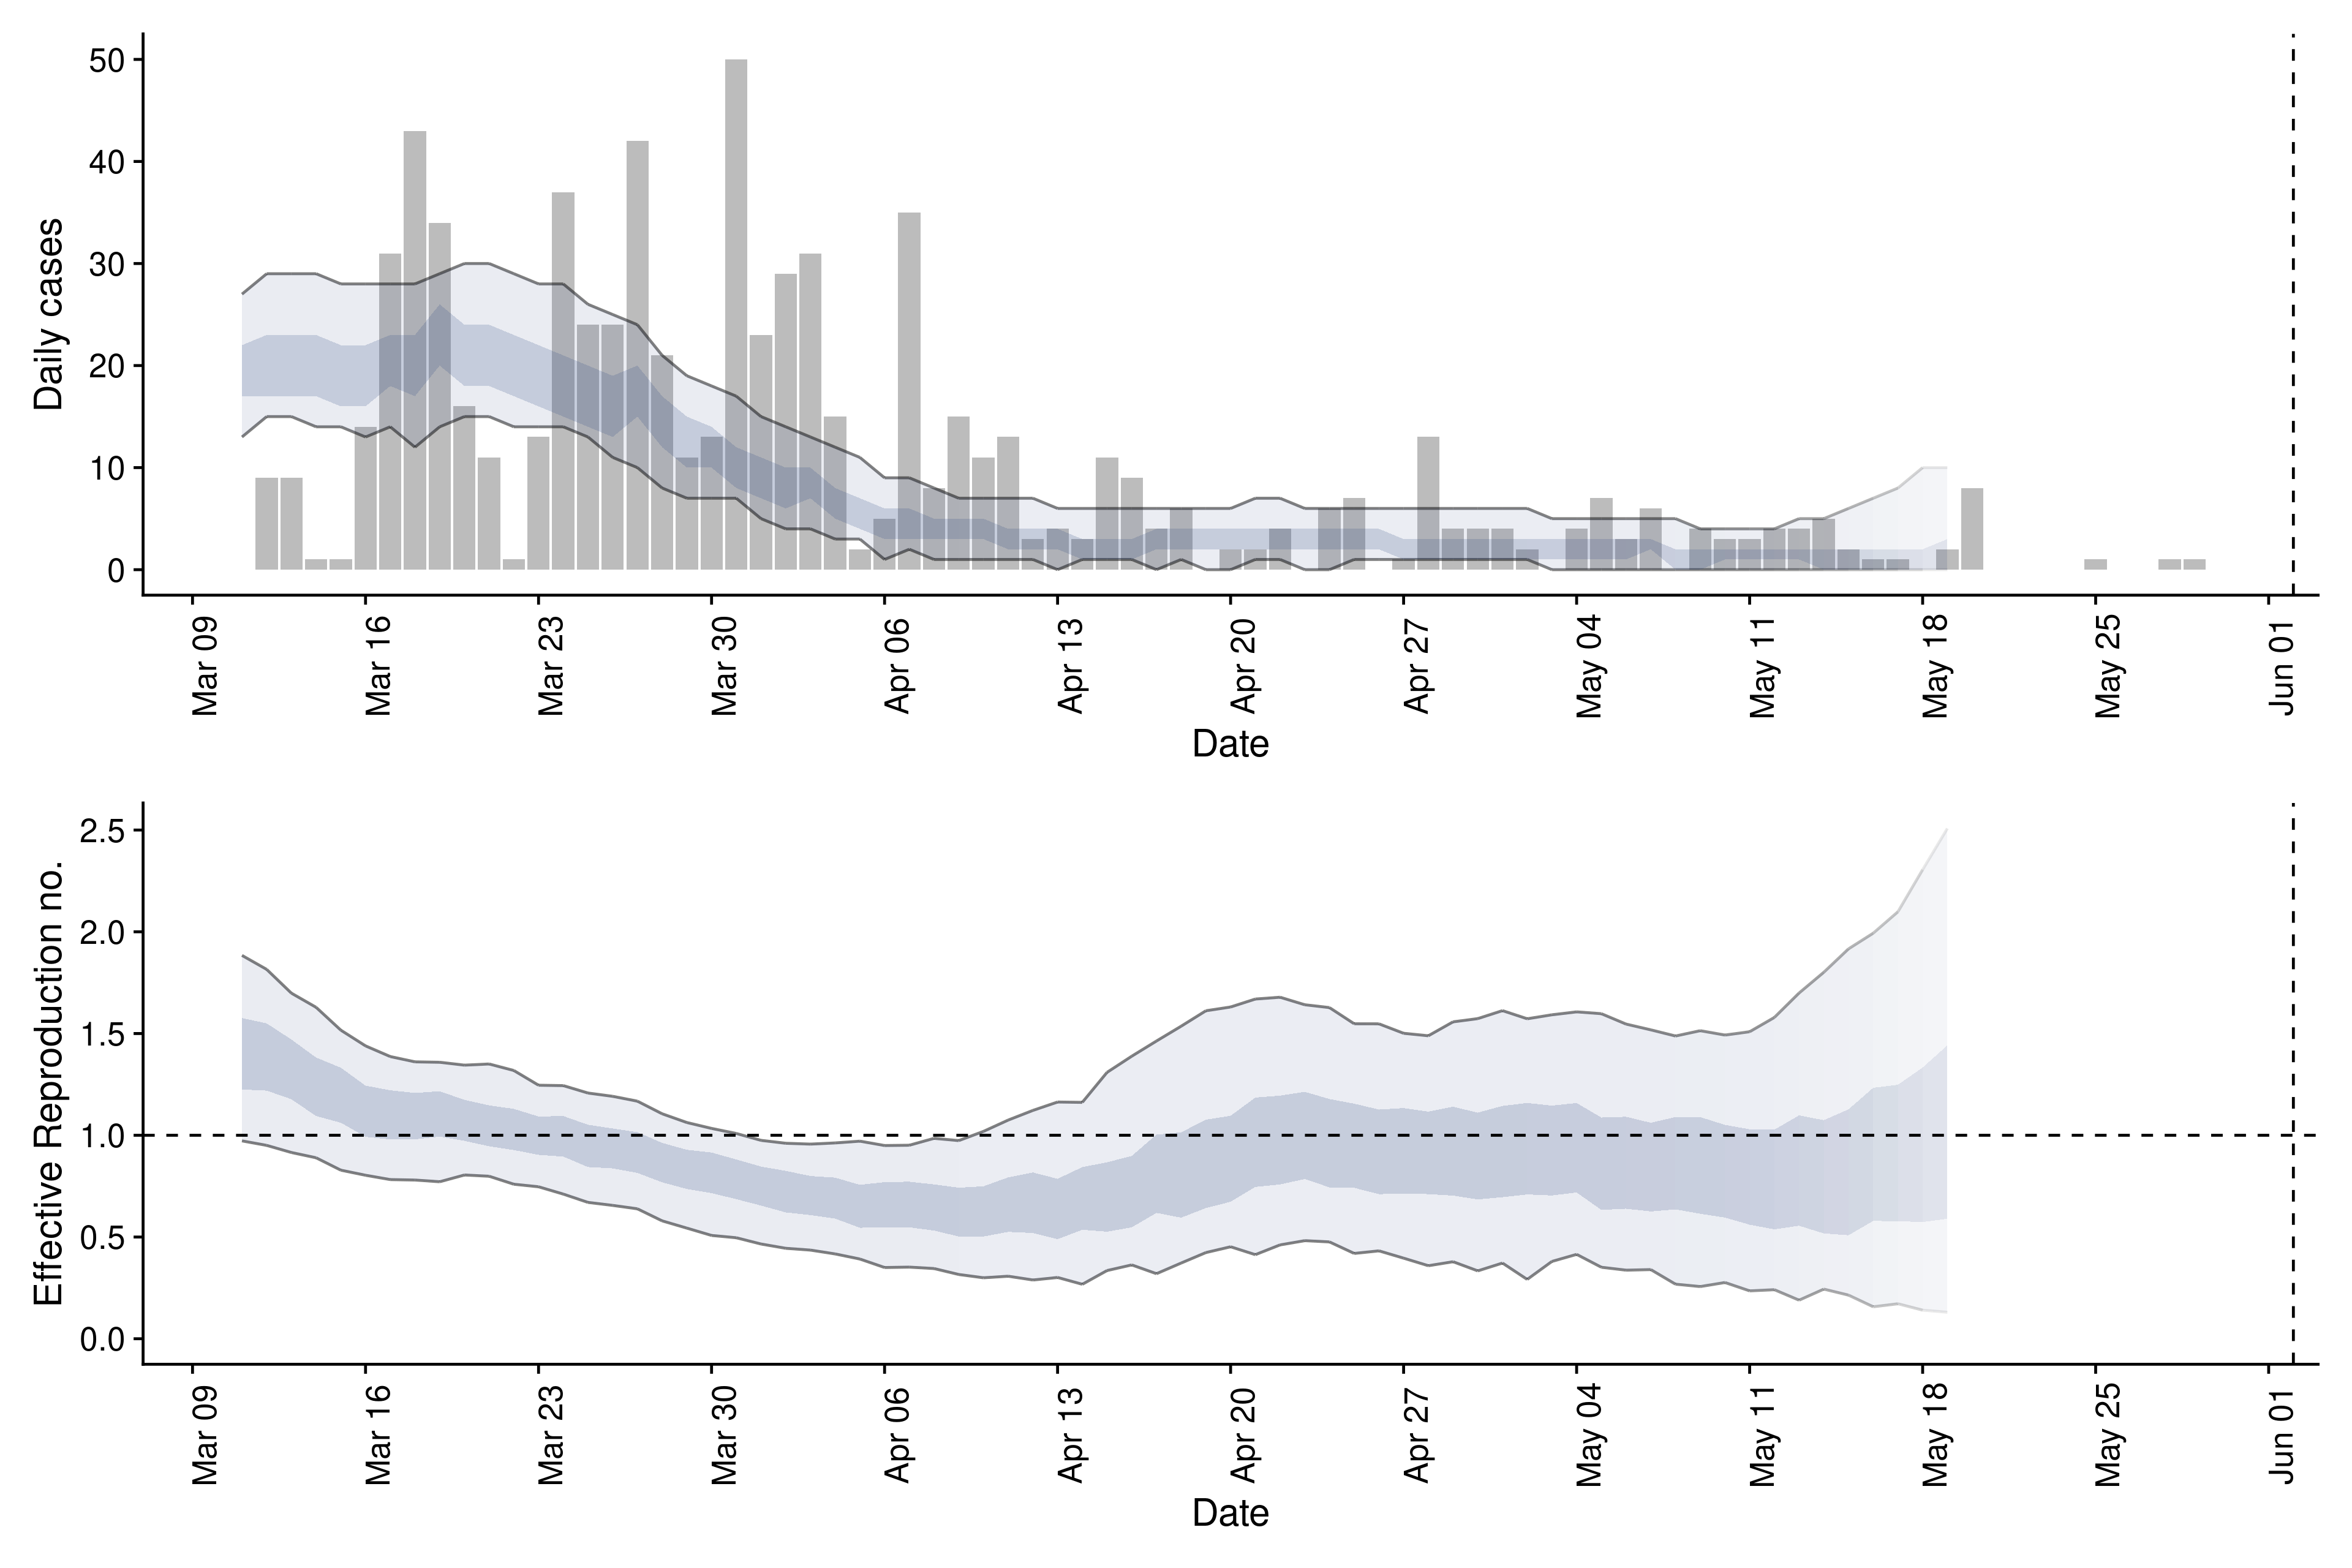 Daily cases
50
40
30
20
10
0
Mar 09
Mar 16
Mar 23
Mar 30
Apr 06
Apr 13
Apr 20
Apr 27
May 04
May 11
May 18
May 25
Jun 01
Date
Effective Reproduction no.
2.5
2.0
1.5
1.0
0.5
0.0
Mar 09
Mar 16
Mar 23
Mar 30
Apr 06
Apr 13
Apr 20
Apr 27
May 04
May 11
May 18
May 25
Jun 01
Date